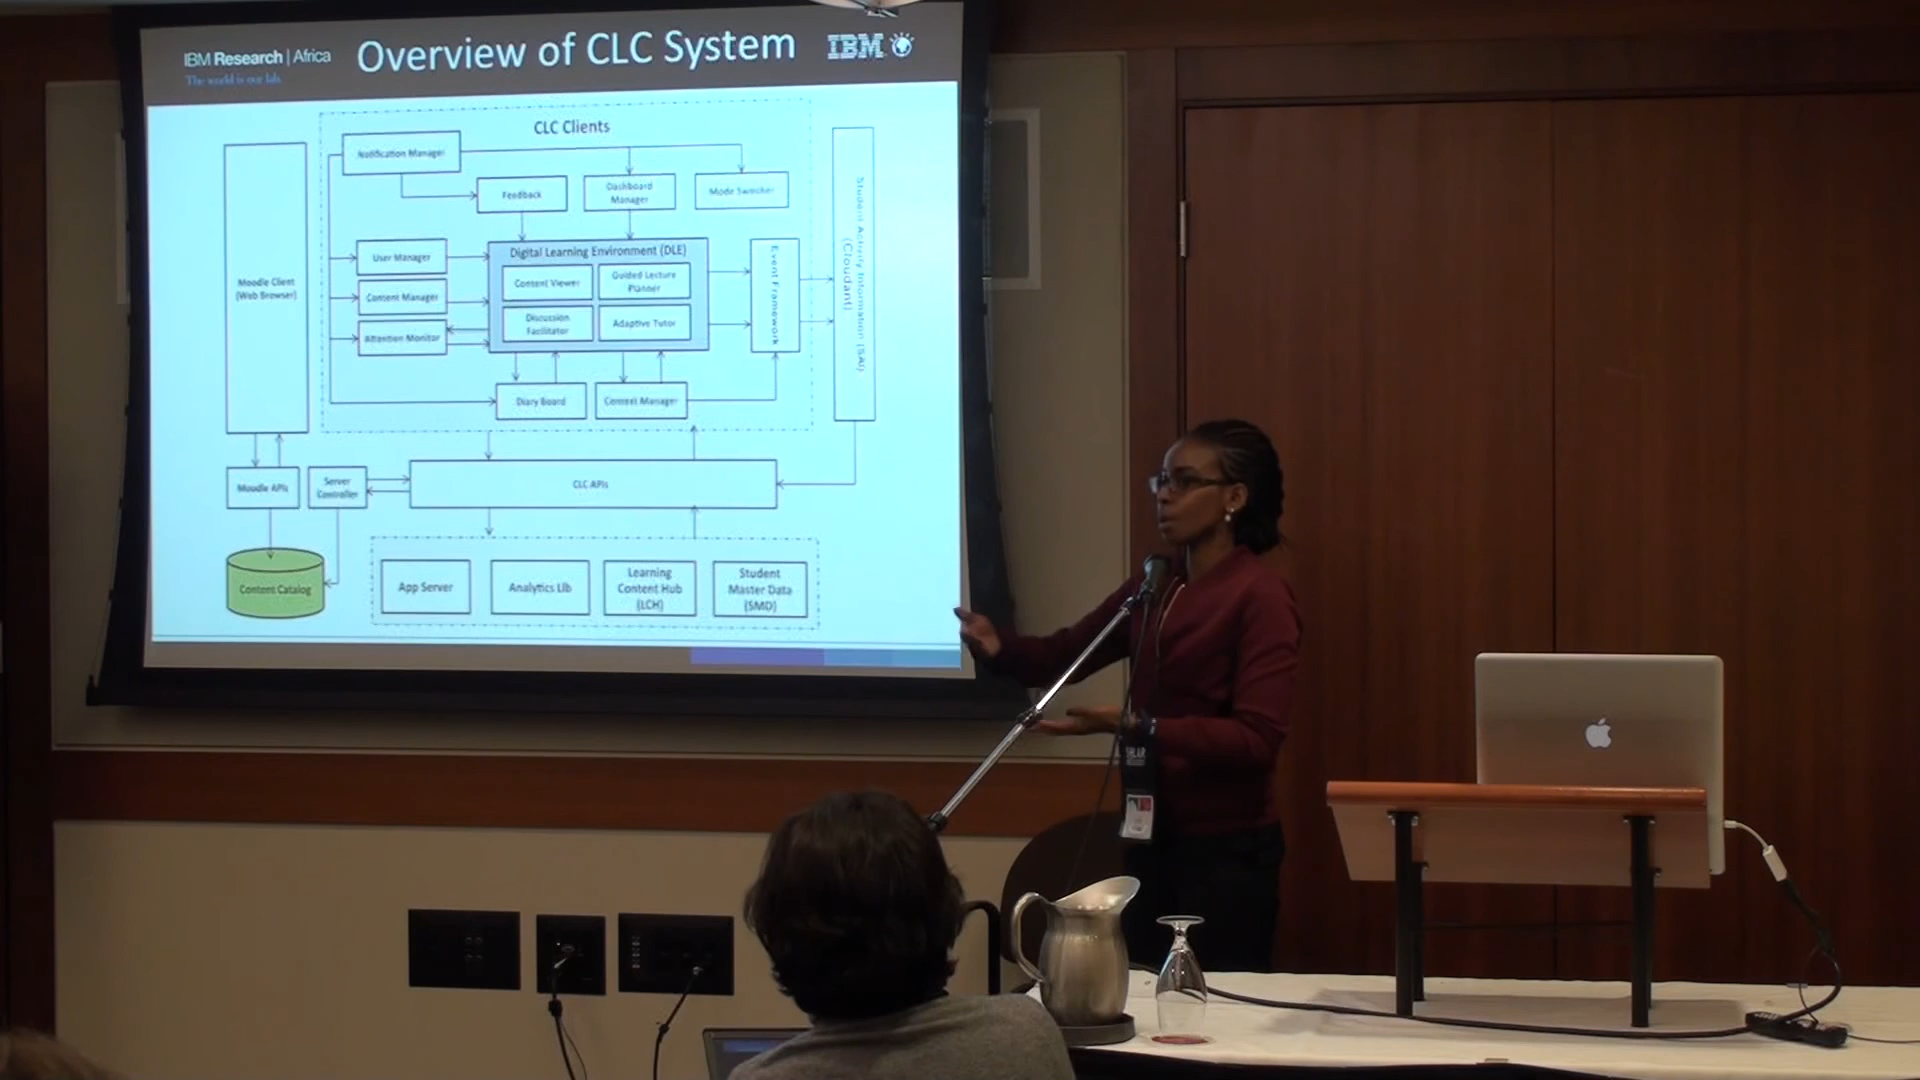 IBM Research | Africa
The world is our lab
Overview of CLC System
IBM
CLC Clients
Notification Manager
Feedback
Dashboard
Manager
Mode Switcher
Moodle Client
(Web Browser)
User Manager
Content Manager
Attention Monitor
Digital Learning Environment (DLE)
Content Viewer
Guided Lecture
Planner
Discussion
Facilitator
Adaptive Tutor
Event Framework
Student Activity Information (SAI)
(Cloudant)
Diary Board
Context Manager
Moodle APIs
Server
Controller
CLC APIs
Content Catalog
App Server
Analytics Lib
Learning
Content Hub
(LCH)
Student
Master Data
(SMD)